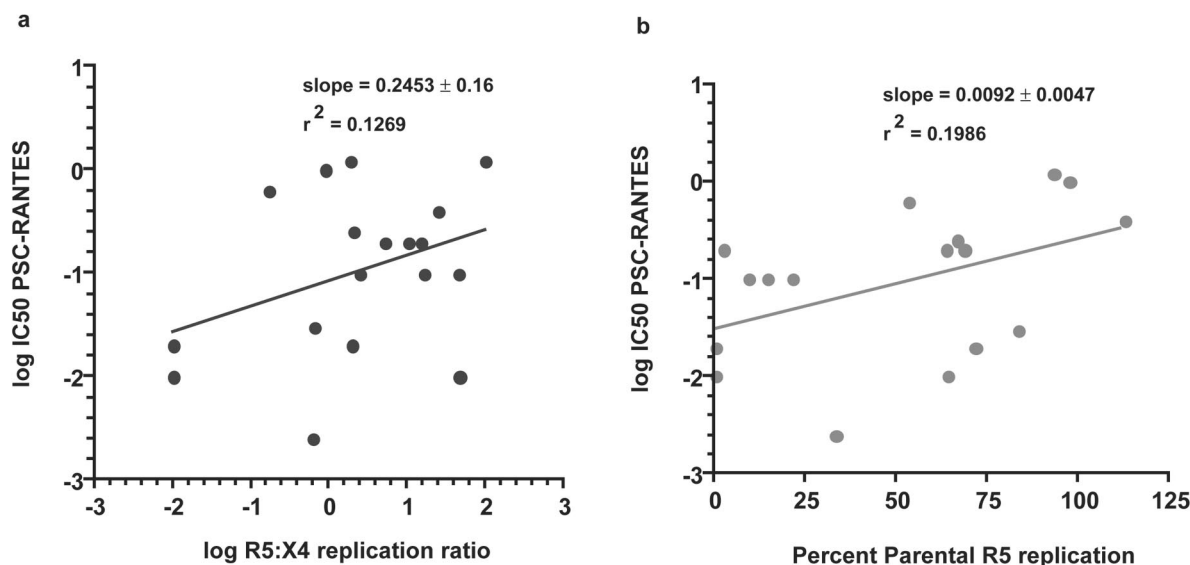 a
slope = 0.2453 ± 0.16
r² = 0.1269
log IC50 PSC-RANTES
1
0
-1
-2
-3
-3
-2
-1
0
1
2
3
log R5:X4 replication ratio
b
slope = 0.0092 ± 0.0047
r² = 0.1986
log IC50 PSC-RANTES
1
0
-1
-2
-3
0
25
50
75
100
125
Percent Parental R5 replication